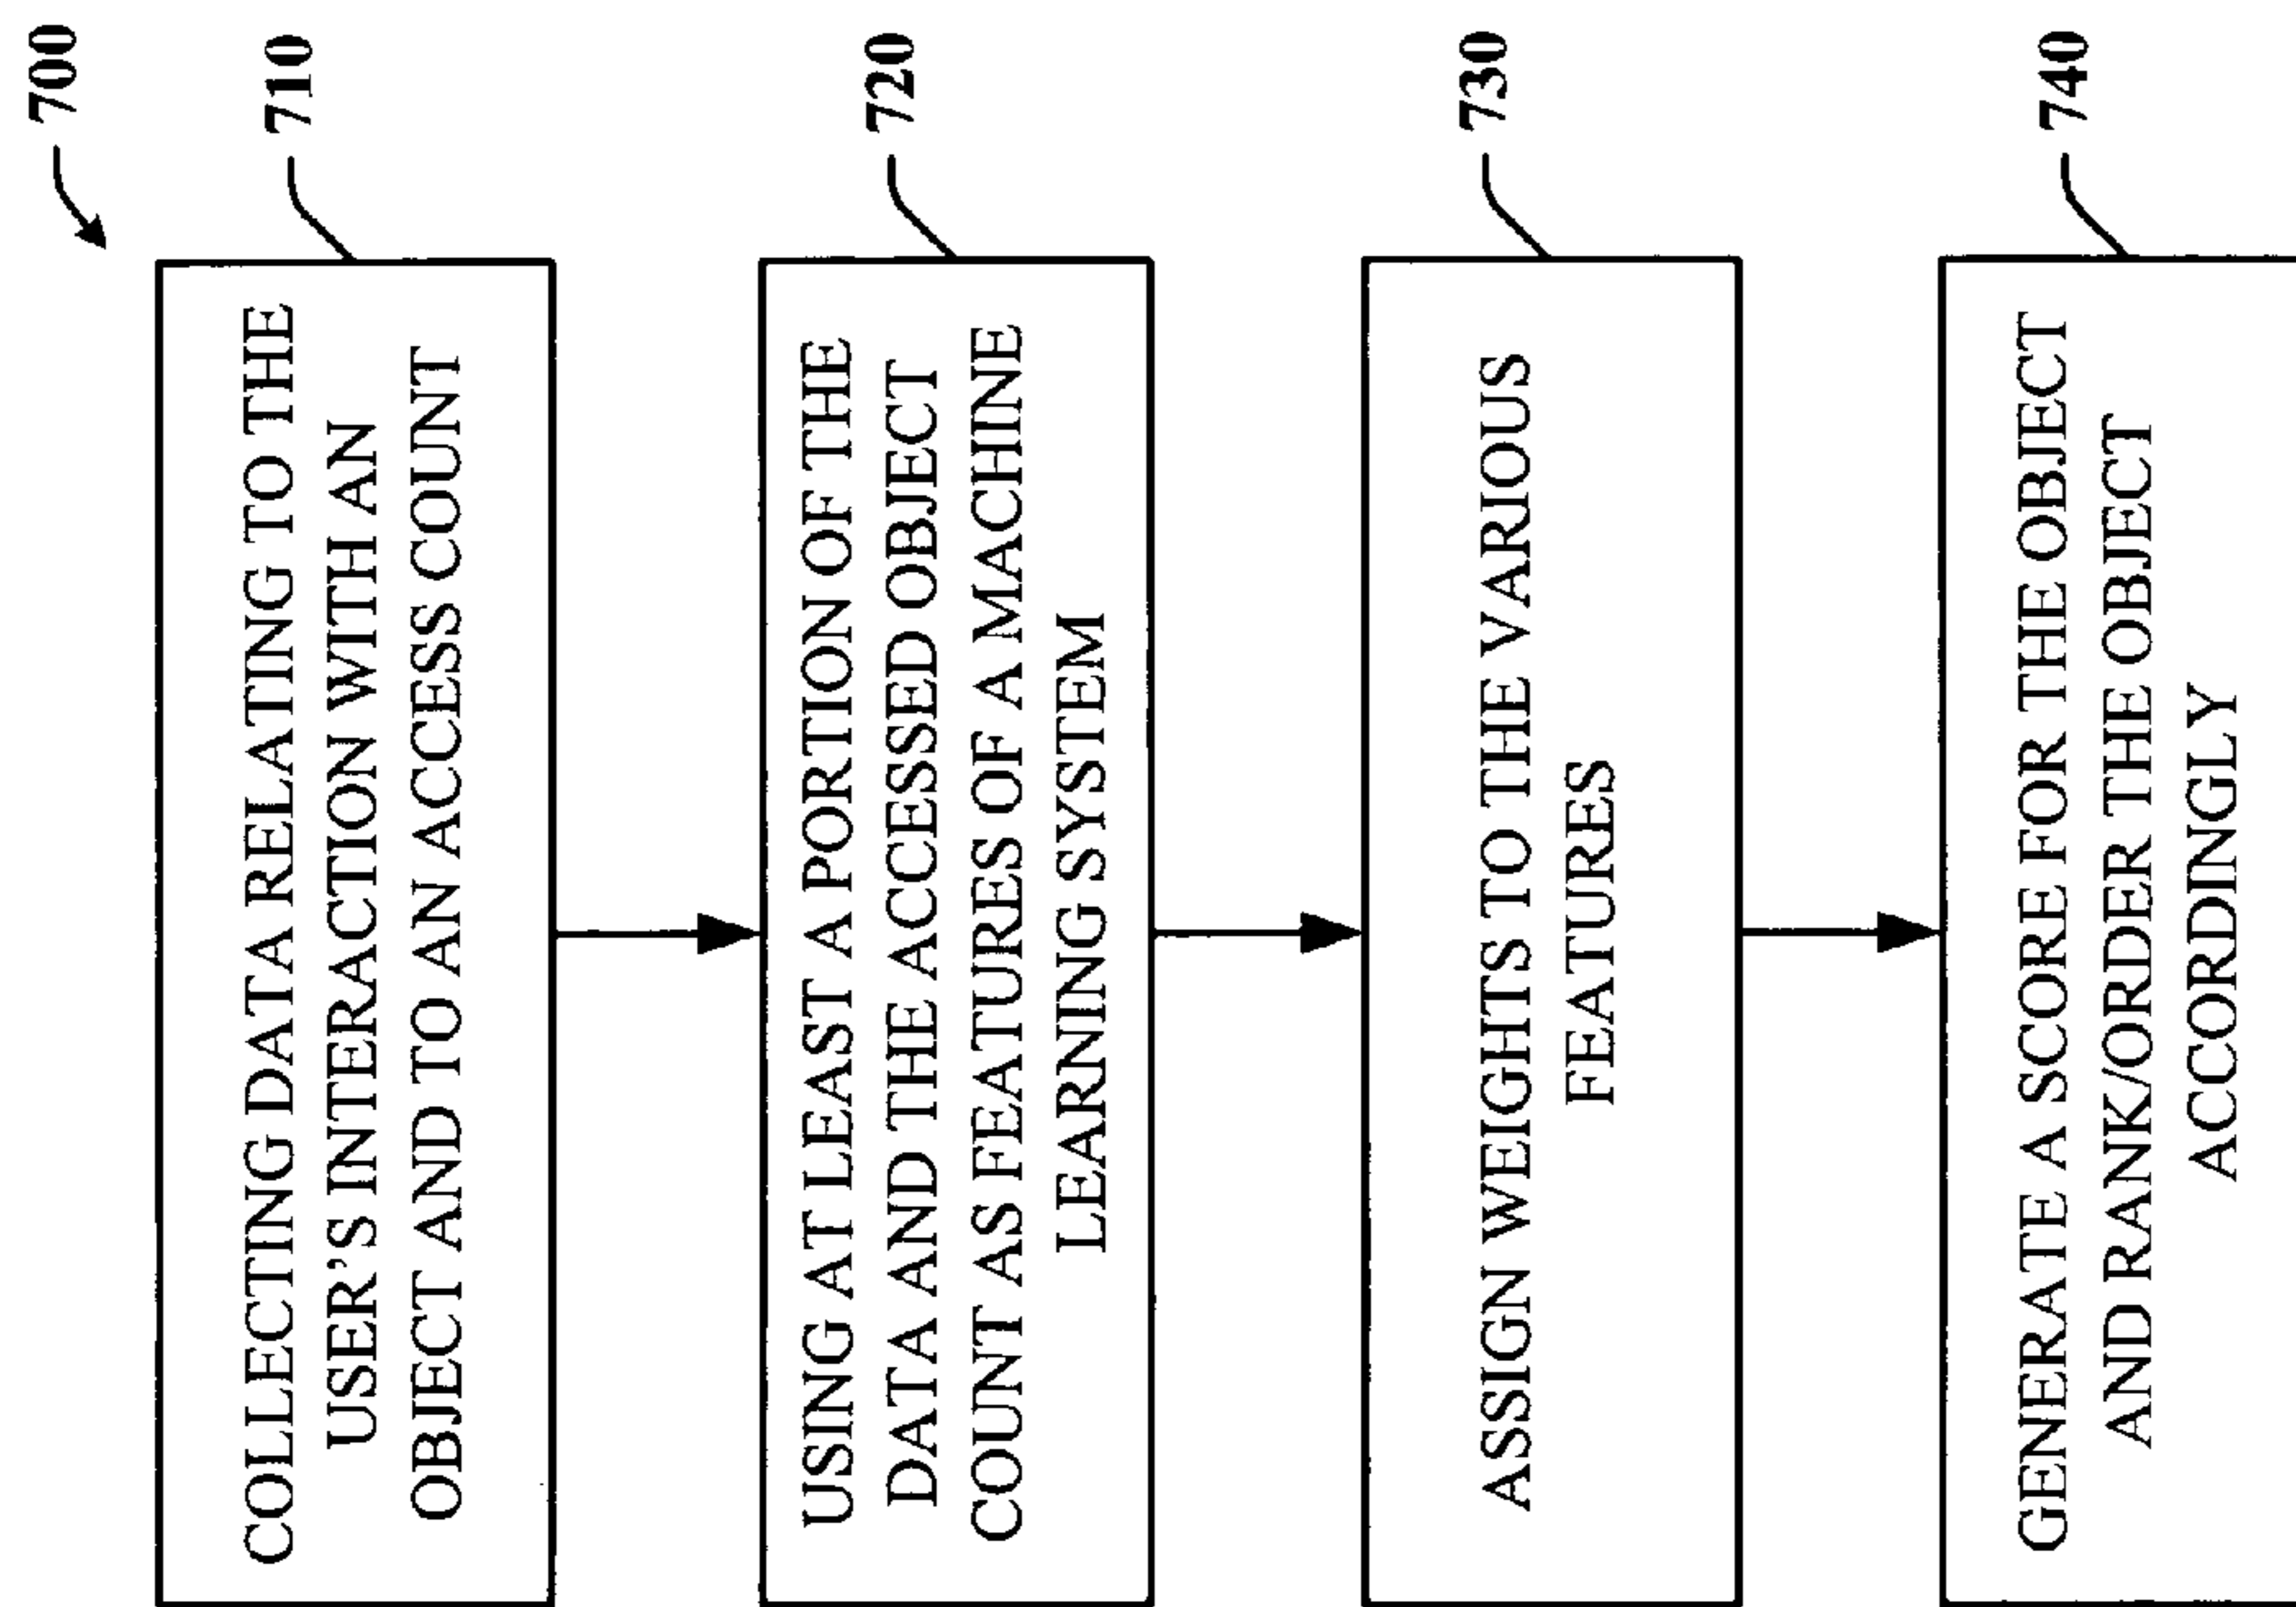 700
710
COLLECTING DATA RELATING TO THE
USER'S INTERACTION WITH AN
OBJECT AND TO AN ACCESS COUNT
720
USING AT LEAST A PORTION OF THE
DATA AND THE ACCESSED OBJECT
COUNT AS FEATURES OF A MACHINE
LEARNING SYSTEM
730
ASSIGN WEIGHTS TO THE VARIOUS
FEATURES
740
GENERATE A SCORE FOR THE OBJECT
AND RANK/ORDER THE OBJECT
ACCORDINGLY